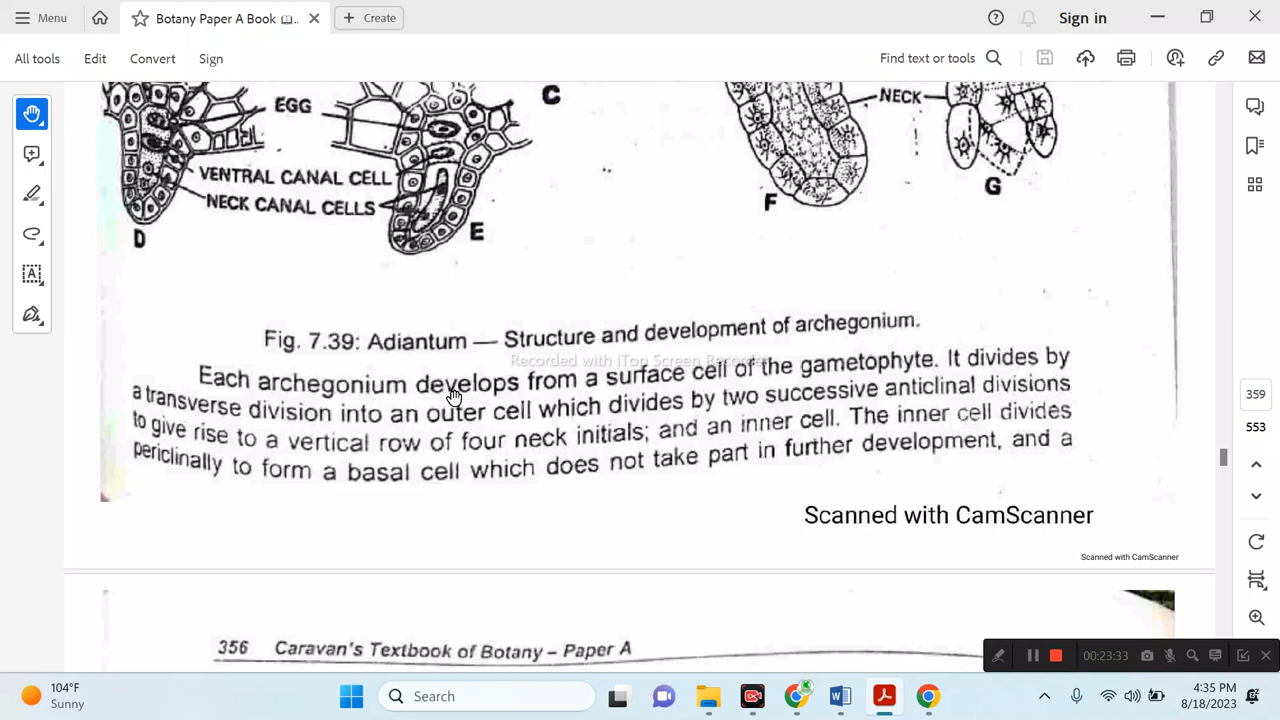 Menu
Botany Paper A Book ..
Create
Sign in
All tools
Edit
Convert
Sign
Find text or tools
EGG
C
NECK
VENTRAL CANAL CELL
NECK CANAL CELLS
D
E
F
G
Fig. 7.39: Adiantum — Structure and development of archegonium.
Recorded with iTop Screen Recorder
Each archegonium develops from a surface cell of the gametophyte. It divides by
a transverse division into an outer cell which divides by two successive anticlinal divisions
to give rise to a vertical row of four neck initials; and an inner cell. The inner cell divides
periclinally to form a basal cell which does not take part in further development, and a
Scanned with CamScanner
Scanned with CamScanner
356 Caravan's Textbook of Botany – Paper A
359
553
00:23:33
104°F
Sunny
Search
4:35 PM
8/18/2023